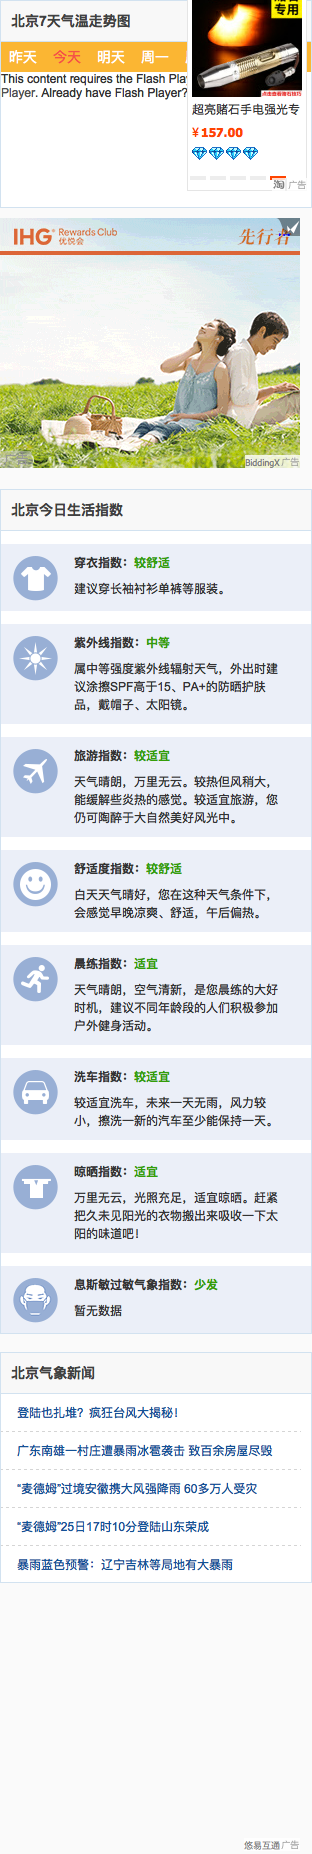 北京7天气温走势图
专用
点击查看赌石技巧
昨天 今天 明天 周一
超亮赌石手电强光专
This content requires the Flash Play
Player. Already have Flash Player?
¥157.00
淘 广告
IHG® Rewards Club
优悦会
先行者
BiddingX 广告
北京今日生活指数
穿衣指数：较舒适
建议穿长袖衬衫单裤等服装。
紫外线指数：中等
属中等强度紫外线辐射天气，外出时建
议涂擦SPF高于15、PA+的防晒护肤
品，戴帽子、太阳镜。
旅游指数：较适宜
天气晴朗，万里无云。较热但风稍大，
能缓解些炎热的感觉。较适宜旅游，您
仍可陶醉于大自然美好风光中。
舒适度指数：较舒适
白天天气晴好，您在这种天气条件下，
会感觉早晚凉爽、舒适，午后偏热。
晨练指数：适宜
天气晴朗，空气清新，是您晨练的大好
时机，建议不同年龄段的人们积极参加
户外健身活动。
洗车指数：较适宜
较适宜洗车，未来一天无雨，风力较
小，擦洗一新的汽车至少能保持一天。
晾晒指数：适宜
万里无云，光照充足，适宜晾晒。赶紧
把久未见阳光的衣物搬出来吸收一下太
阳的味道吧！
息斯敏过敏气象指数：少发
暂无数据
北京气象新闻
登陆也扎堆？疯狂台风大揭秘！
广东南雄一村庄遭暴雨冰雹袭击 致百余房屋尽毁
“麦德姆”过境安徽携大风强降雨 60多万人受灾
“麦德姆”25日17时10分登陆山东荣成
暴雨蓝色预警：辽宁吉林等局地有大暴雨
悠易互通 广告